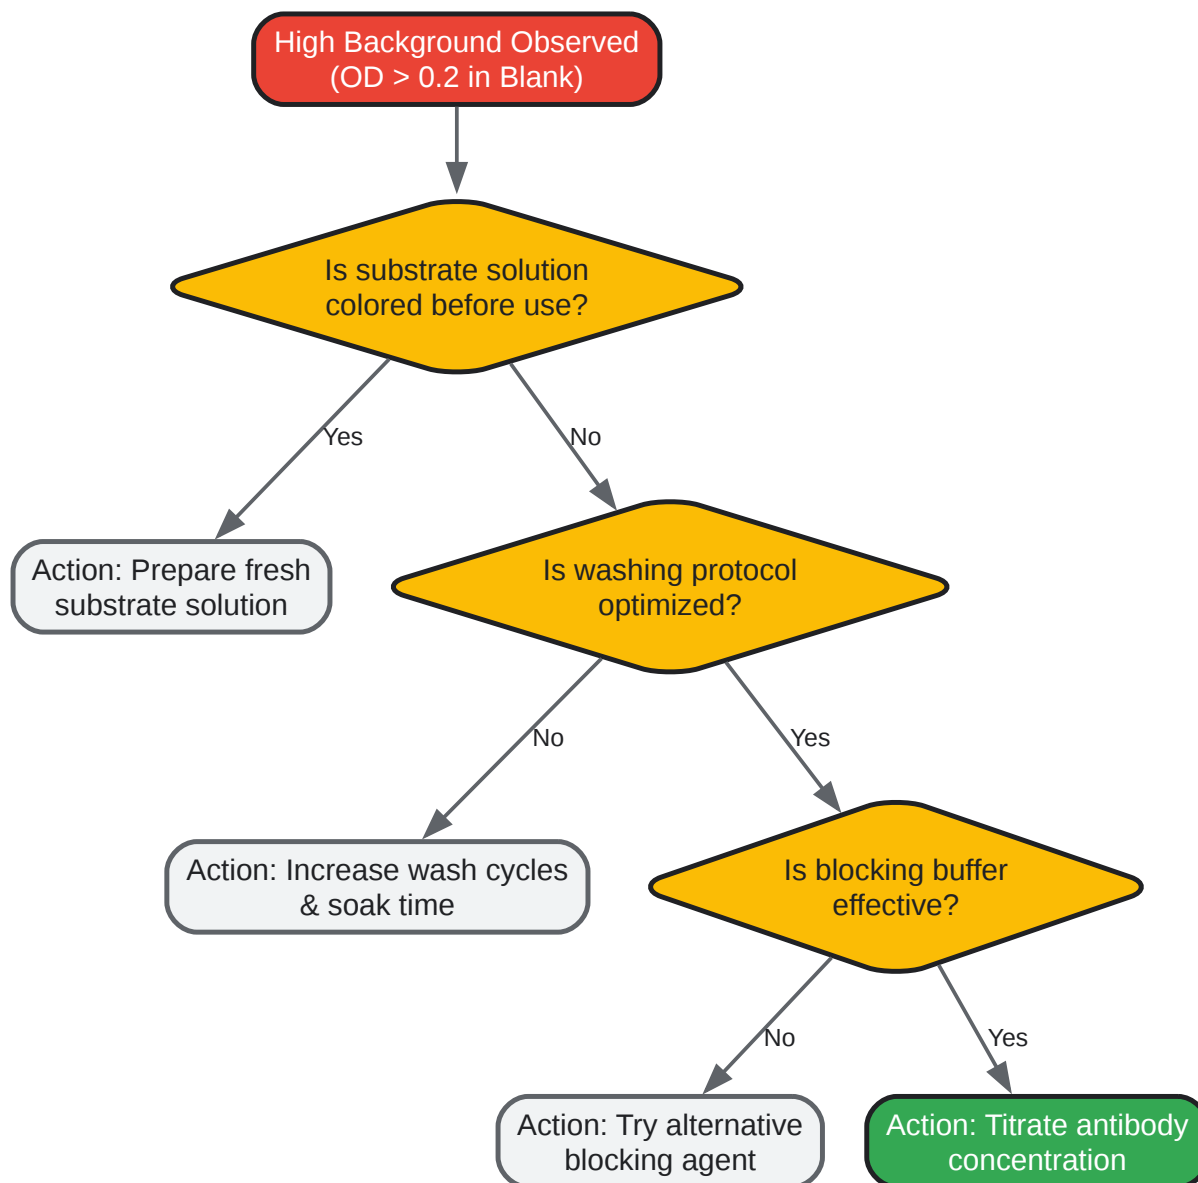 High Background Observed
(OD > 0.2 in Blank)
Is substrate solution
colored before use?
Yes
No
Action: Prepare fresh
substrate solution
Is washing protocol
optimized?
No
Yes
Action: Increase wash cycles
& soak time
Is blocking buffer
effective?
No
Yes
Action: Try alternative
blocking agent
Action: Titrate antibody
concentration